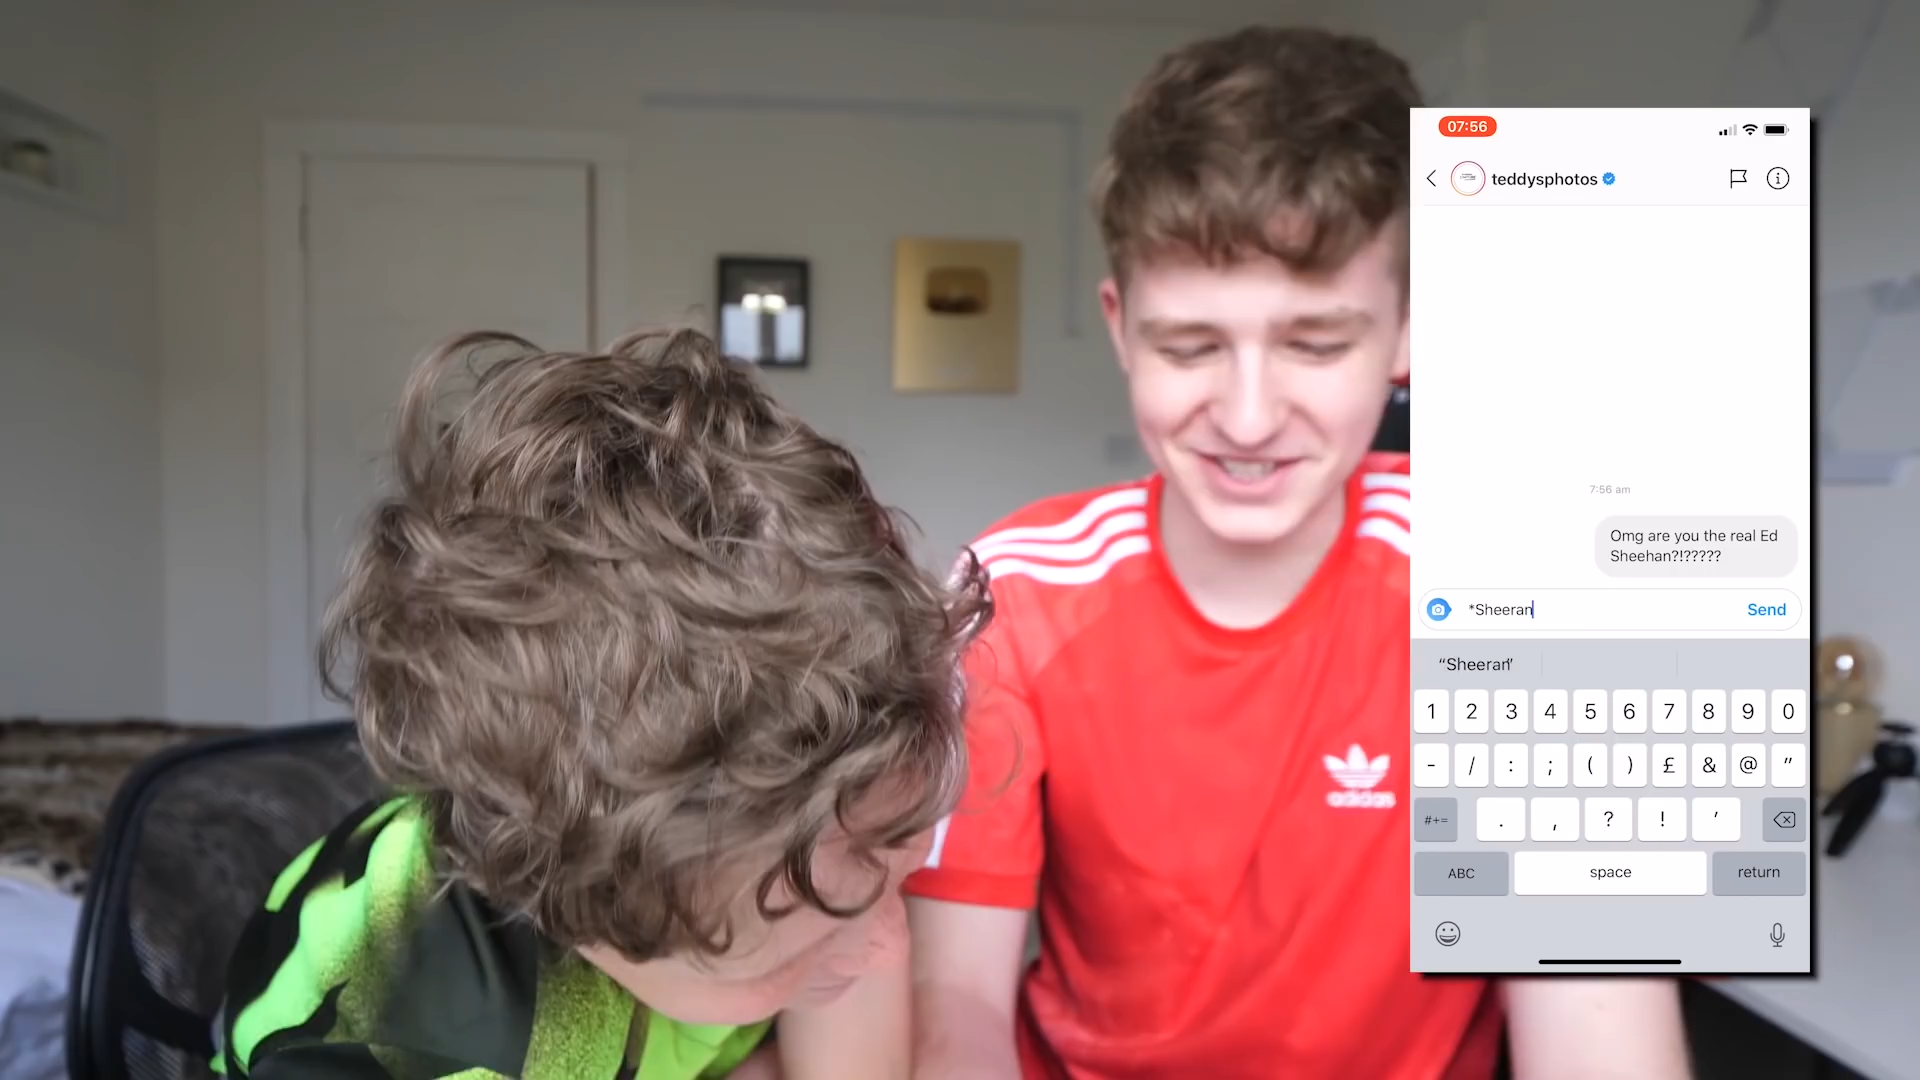 07:56
teddysphotos
7:56 am
Omg are you the real Ed
Sheehan?!?????
*Sheeran
Send
“Sheeran”
1 2 3 4 5 6 7 8 9 0
- / : ; ( ) £ & @ "
#+= . , ? ! '
ABC space return
adidas